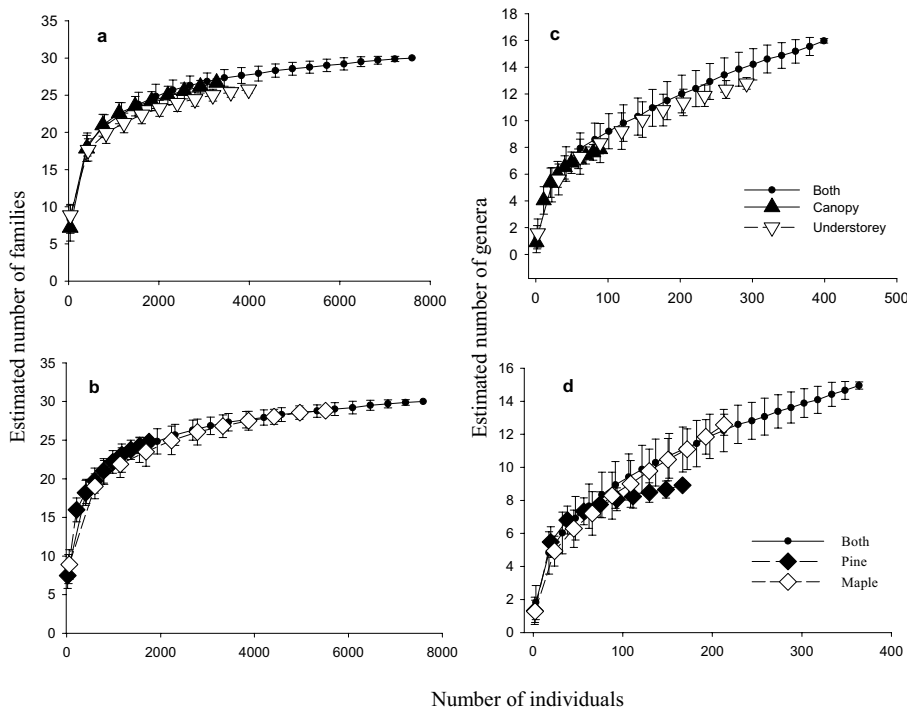 Estimated number of families
a
35
30
25
20
15
10
5
0
0 2000 4000 6000 8000
b
35
30
25
20
15
10
5
0
0 2000 4000 6000 8000
Estimated number of genera
c
16
14
12
10
8
6
4
2
0
Both
Canopy
Understorey
0 100 200 300 400 500
d
16
14
12
10
8
6
4
2
0
Both
Pine
Maple
0 100 200 300 400
Number of individuals